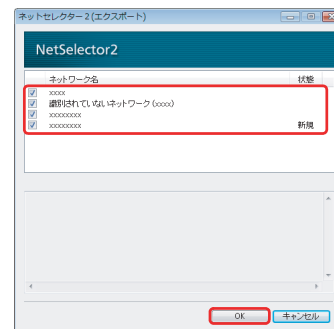 ネットセレクター2(エクスポート)
NetSelector2
ネットワーク名 状態
xxxx
識別されていないネットワーク (xxxx)
xxxxxxxx
xxxxxxxx 新規
OK キャンセル